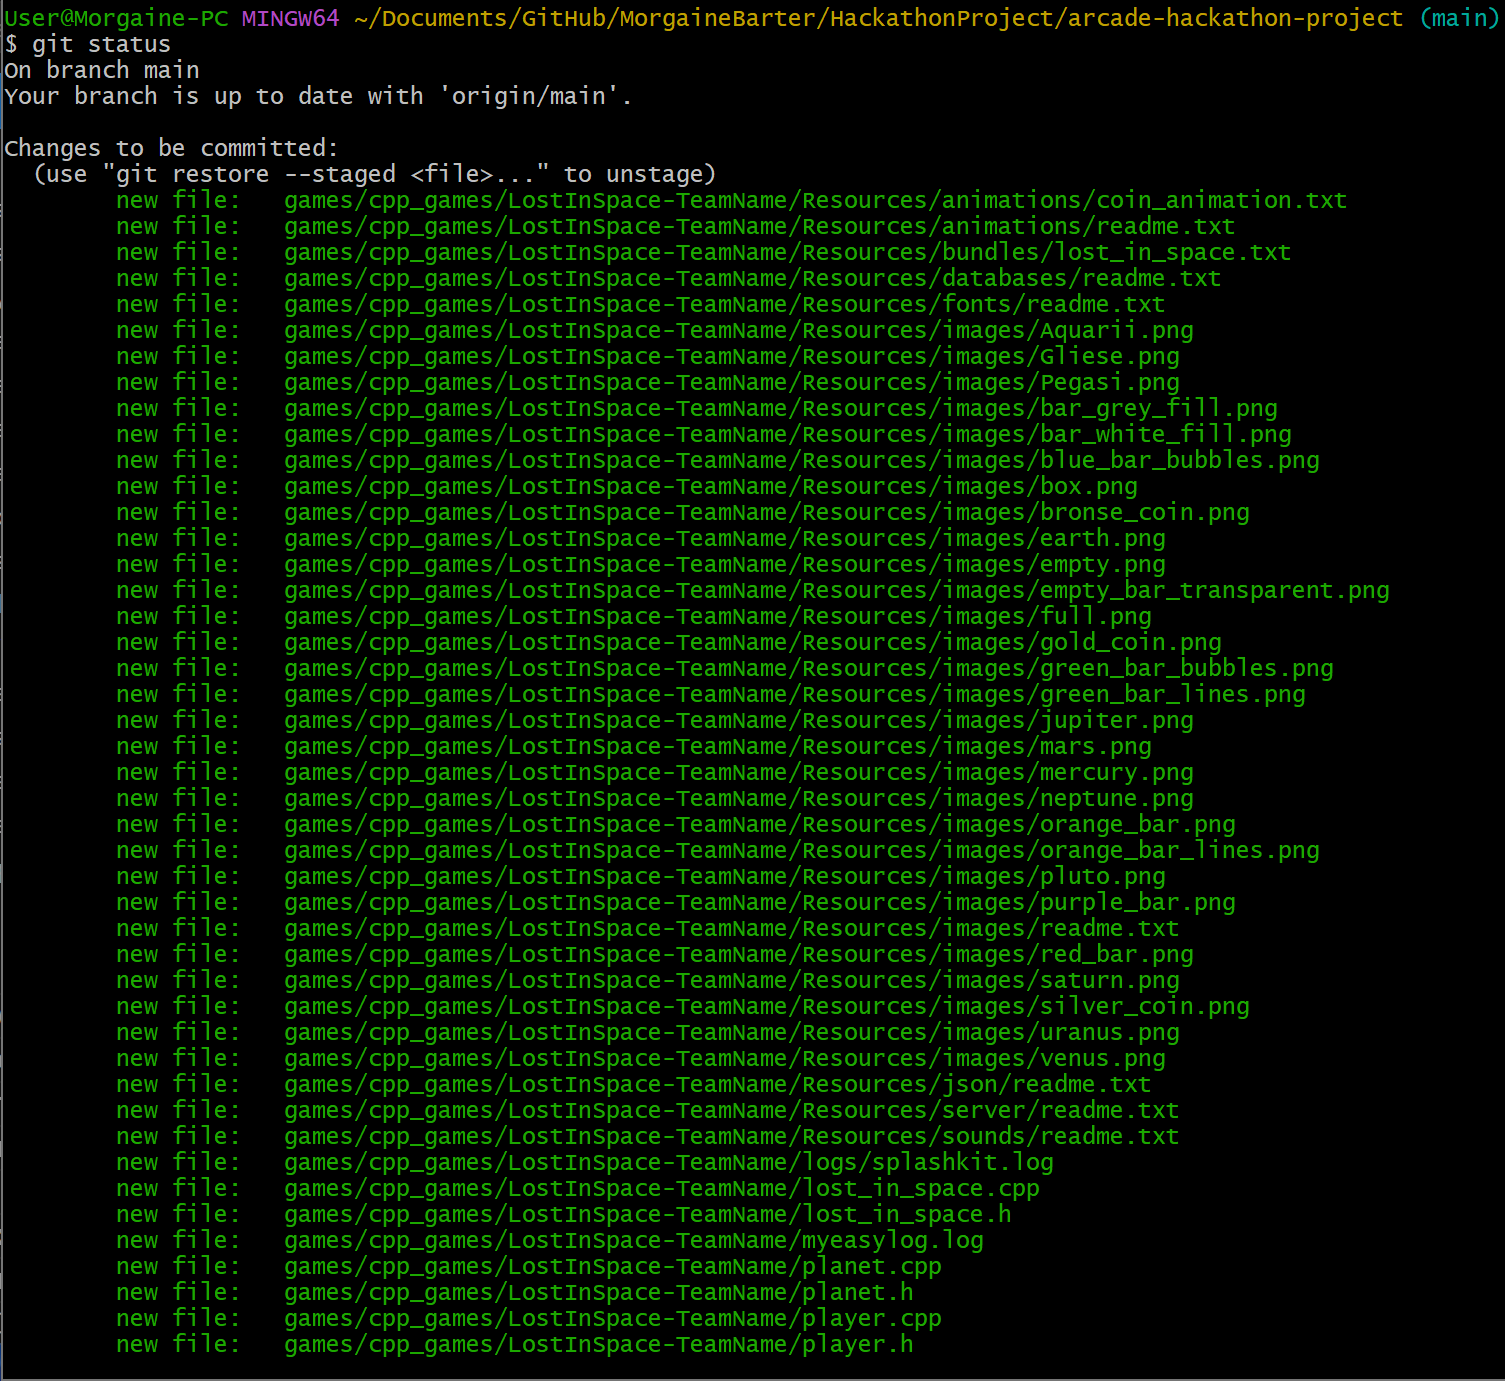 User@Morgaine-PC MINGW64 ~/Documents/GitHub/MorgaineBarter/HackathonProject/arcade-hackathon-project (main)
$ git status
On branch main
Your branch is up to date with 'origin/main'.
Changes to be committed:
  (use "git restore --staged <file>..." to unstage)
        new file:   games/cpp_games/LostInSpace-TeamName/Resources/animations/coin_animation.txt
        new file:   games/cpp_games/LostInSpace-TeamName/Resources/animations/readme.txt
        new file:   games/cpp_games/LostInSpace-TeamName/Resources/bundles/lost_in_space.txt
        new file:   games/cpp_games/LostInSpace-TeamName/Resources/databases/readme.txt
        new file:   games/cpp_games/LostInSpace-TeamName/Resources/fonts/readme.txt
        new file:   games/cpp_games/LostInSpace-TeamName/Resources/images/Aquarii.png
        new file:   games/cpp_games/LostInSpace-TeamName/Resources/images/Gliese.png
        new file:   games/cpp_games/LostInSpace-TeamName/Resources/images/Pegasi.png
        new file:   games/cpp_games/LostInSpace-TeamName/Resources/images/bar_grey_fill.png
        new file:   games/cpp_games/LostInSpace-TeamName/Resources/images/bar_white_fill.png
        new file:   games/cpp_games/LostInSpace-TeamName/Resources/images/blue_bar_bubbles.png
        new file:   games/cpp_games/LostInSpace-TeamName/Resources/images/box.png
        new file:   games/cpp_games/LostInSpace-TeamName/Resources/images/bronse_coin.png
        new file:   games/cpp_games/LostInSpace-TeamName/Resources/images/earth.png
        new file:   games/cpp_games/LostInSpace-TeamName/Resources/images/empty.png
        new file:   games/cpp_games/LostInSpace-TeamName/Resources/images/empty_bar_transparent.png
        new file:   games/cpp_games/LostInSpace-TeamName/Resources/images/full.png
        new file:   games/cpp_games/LostInSpace-TeamName/Resources/images/gold_coin.png
        new file:   games/cpp_games/LostInSpace-TeamName/Resources/images/green_bar_bubbles.png
        new file:   games/cpp_games/LostInSpace-TeamName/Resources/images/green_bar_lines.png
        new file:   games/cpp_games/LostInSpace-TeamName/Resources/images/jupiter.png
        new file:   games/cpp_games/LostInSpace-TeamName/Resources/images/mars.png
        new file:   games/cpp_games/LostInSpace-TeamName/Resources/images/mercury.png
        new file:   games/cpp_games/LostInSpace-TeamName/Resources/images/neptune.png
        new file:   games/cpp_games/LostInSpace-TeamName/Resources/images/orange_bar.png
        new file:   games/cpp_games/LostInSpace-TeamName/Resources/images/orange_bar_lines.png
        new file:   games/cpp_games/LostInSpace-TeamName/Resources/images/pluto.png
        new file:   games/cpp_games/LostInSpace-TeamName/Resources/images/purple_bar.png
        new file:   games/cpp_games/LostInSpace-TeamName/Resources/images/readme.txt
        new file:   games/cpp_games/LostInSpace-TeamName/Resources/images/red_bar.png
        new file:   games/cpp_games/LostInSpace-TeamName/Resources/images/saturn.png
        new file:   games/cpp_games/LostInSpace-TeamName/Resources/images/silver_coin.png
        new file:   games/cpp_games/LostInSpace-TeamName/Resources/images/uranus.png
        new file:   games/cpp_games/LostInSpace-TeamName/Resources/images/venus.png
        new file:   games/cpp_games/LostInSpace-TeamName/Resources/json/readme.txt
        new file:   games/cpp_games/LostInSpace-TeamName/Resources/server/readme.txt
        new file:   games/cpp_games/LostInSpace-TeamName/Resources/sounds/readme.txt
        new file:   games/cpp_games/LostInSpace-TeamName/logs/splashkit.log
        new file:   games/cpp_games/LostInSpace-TeamName/lost_in_space.cpp
        new file:   games/cpp_games/LostInSpace-TeamName/lost_in_space.h
        new file:   games/cpp_games/LostInSpace-TeamName/myeasylog.log
        new file:   games/cpp_games/LostInSpace-TeamName/planet.cpp
        new file:   games/cpp_games/LostInSpace-TeamName/planet.h
        new file:   games/cpp_games/LostInSpace-TeamName/player.cpp
        new file:   games/cpp_games/LostInSpace-TeamName/player.h